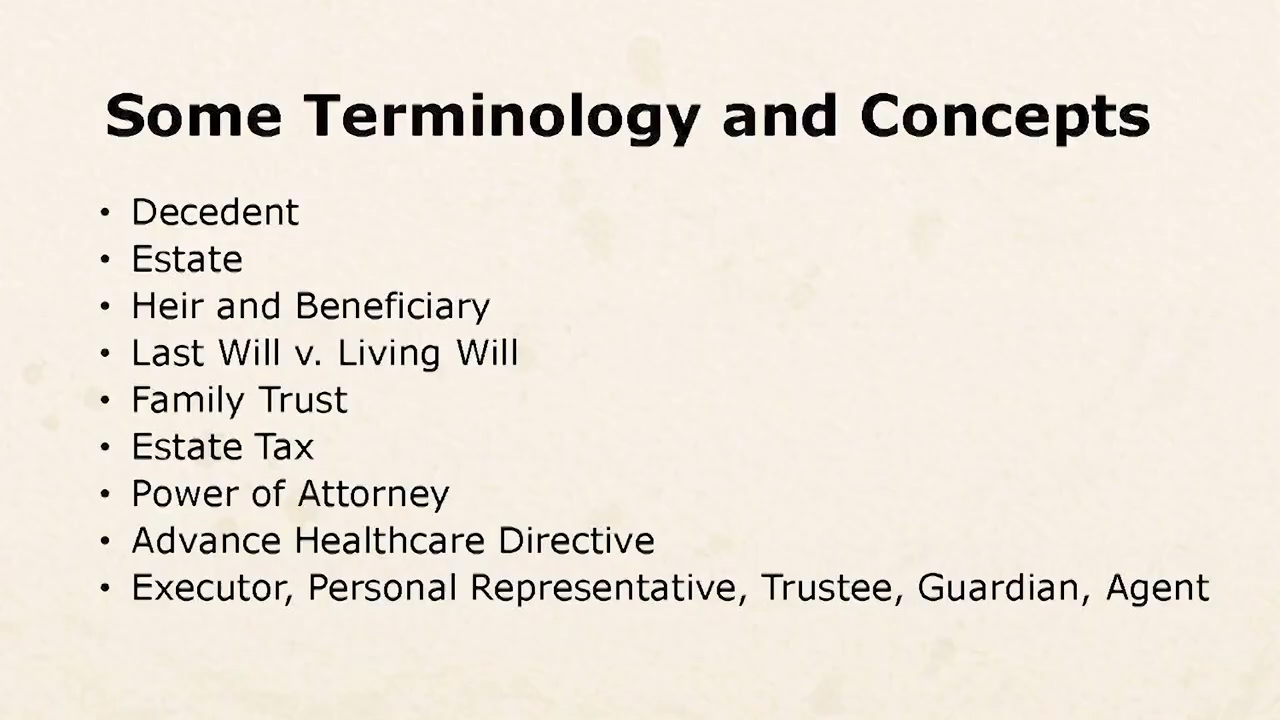 Some Terminology and Concepts
• Decedent
• Estate
• Heir and Beneficiary
• Last Will v. Living Will
• Family Trust
• Estate Tax
• Power of Attorney
• Advance Healthcare Directive
• Executor, Personal Representative, Trustee, Guardian, Agent